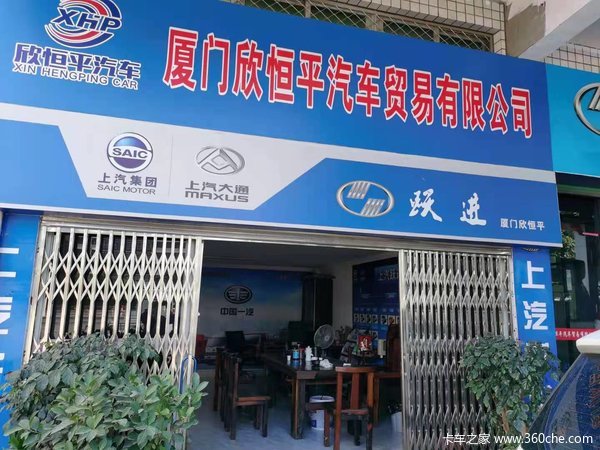 XHP
欣恒平汽车
XIN HENGPING CAR
厦门欣恒平汽车贸易有限公司
SAIC
上汽集团
SAIC MOTOR
上汽大通
MAXUS
跃进
厦门欣恒平
上汽
中国一汽
卡车之家 www.360che.com